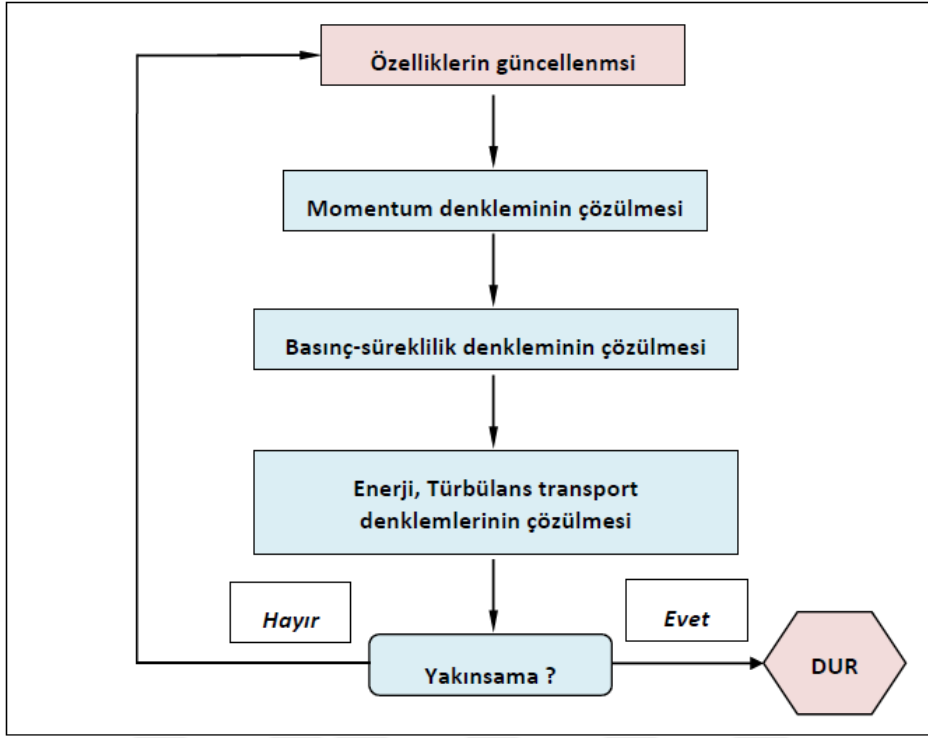 Özelliklerin güncellenmsi
Momentum denkleminin çözülmesi
Basınç-süreklilik denkleminin çözülmesi
Enerji, Türbülans transport
denklemlerinin çözülmesi
Hayır
Evet
Yakınsama ?
DUR